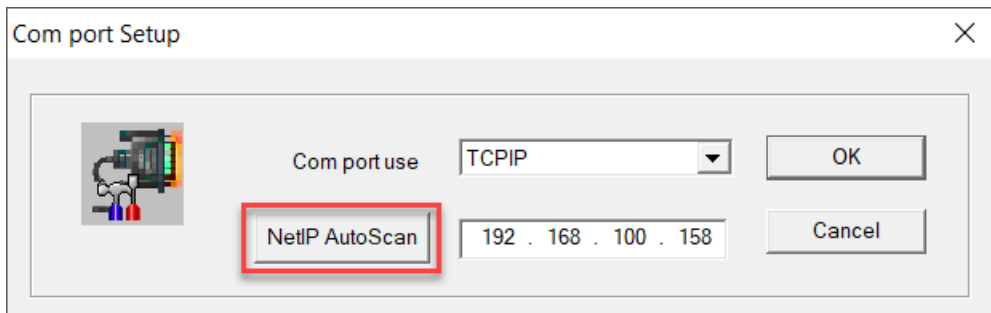 Com port Setup
Com port use TCPIP OK
NetIP AutoScan 192 . 168 . 100 . 158 Cancel